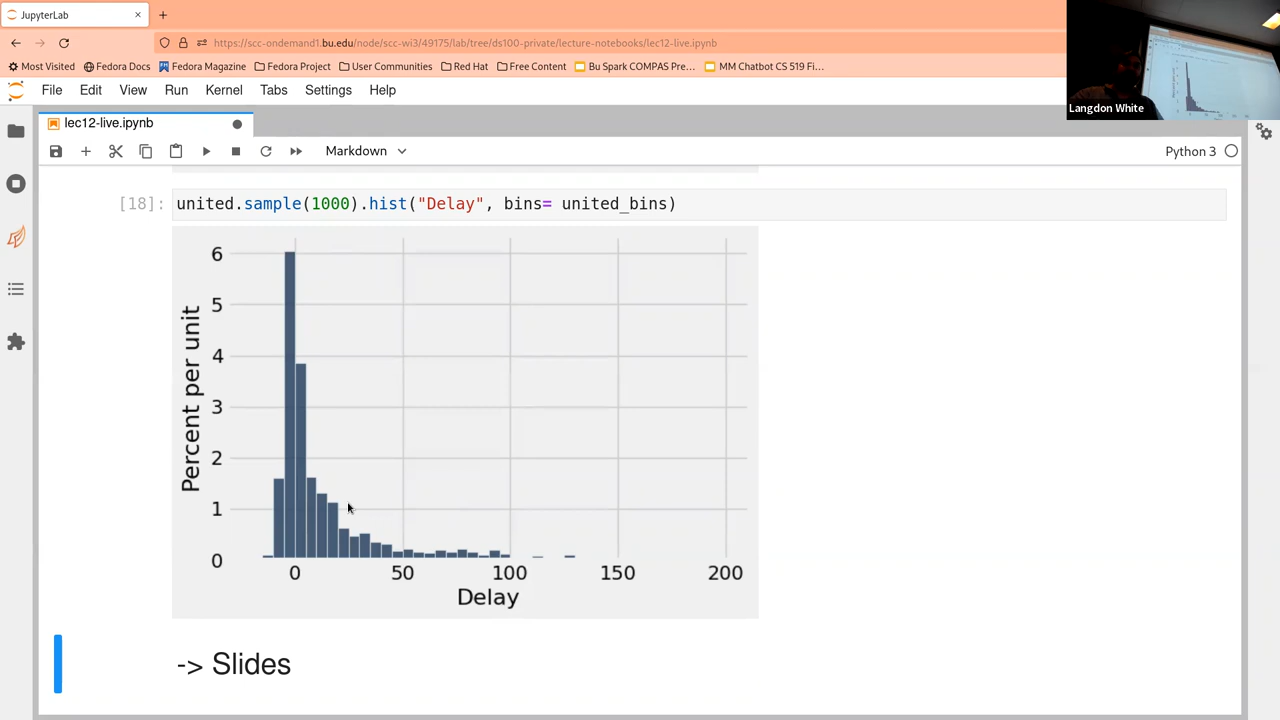 JupyterLab
https://scc-ondemand1.bu.edu/node/scc-wi3/49175/lab/tree/ds100-private/lecture-notebooks/lec12-live.ipynb
Most Visited Fedora Docs Fedora Magazine Fedora Project User Communities Red Hat Free Content Bu Spark COMPAS Pre… MM Chatbot CS 519 Fi…
File Edit View Run Kernel Tabs Settings Help
Langdon White
lec12-live.ipynb
Markdown Python 3
[18]: united.sample(1000).hist("Delay", bins= united_bins)
6
5
4
3
2
1
0
Percent per unit
0 50 100 150 200
Delay
-> Slides